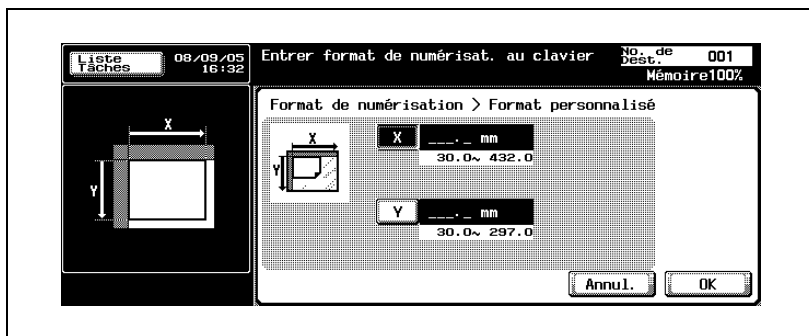 Liste
Tâches
08/09/05
16:32
Entrer format de numérisat. au clavier
No. de
Dest.
001
Mémoire100%
X
Y
Format de numérisation > Format personnalisé
X
Y
X
___._ mm
30.0~ 432.0
Y
___._ mm
30.0~ 297.0
Annul.
OK